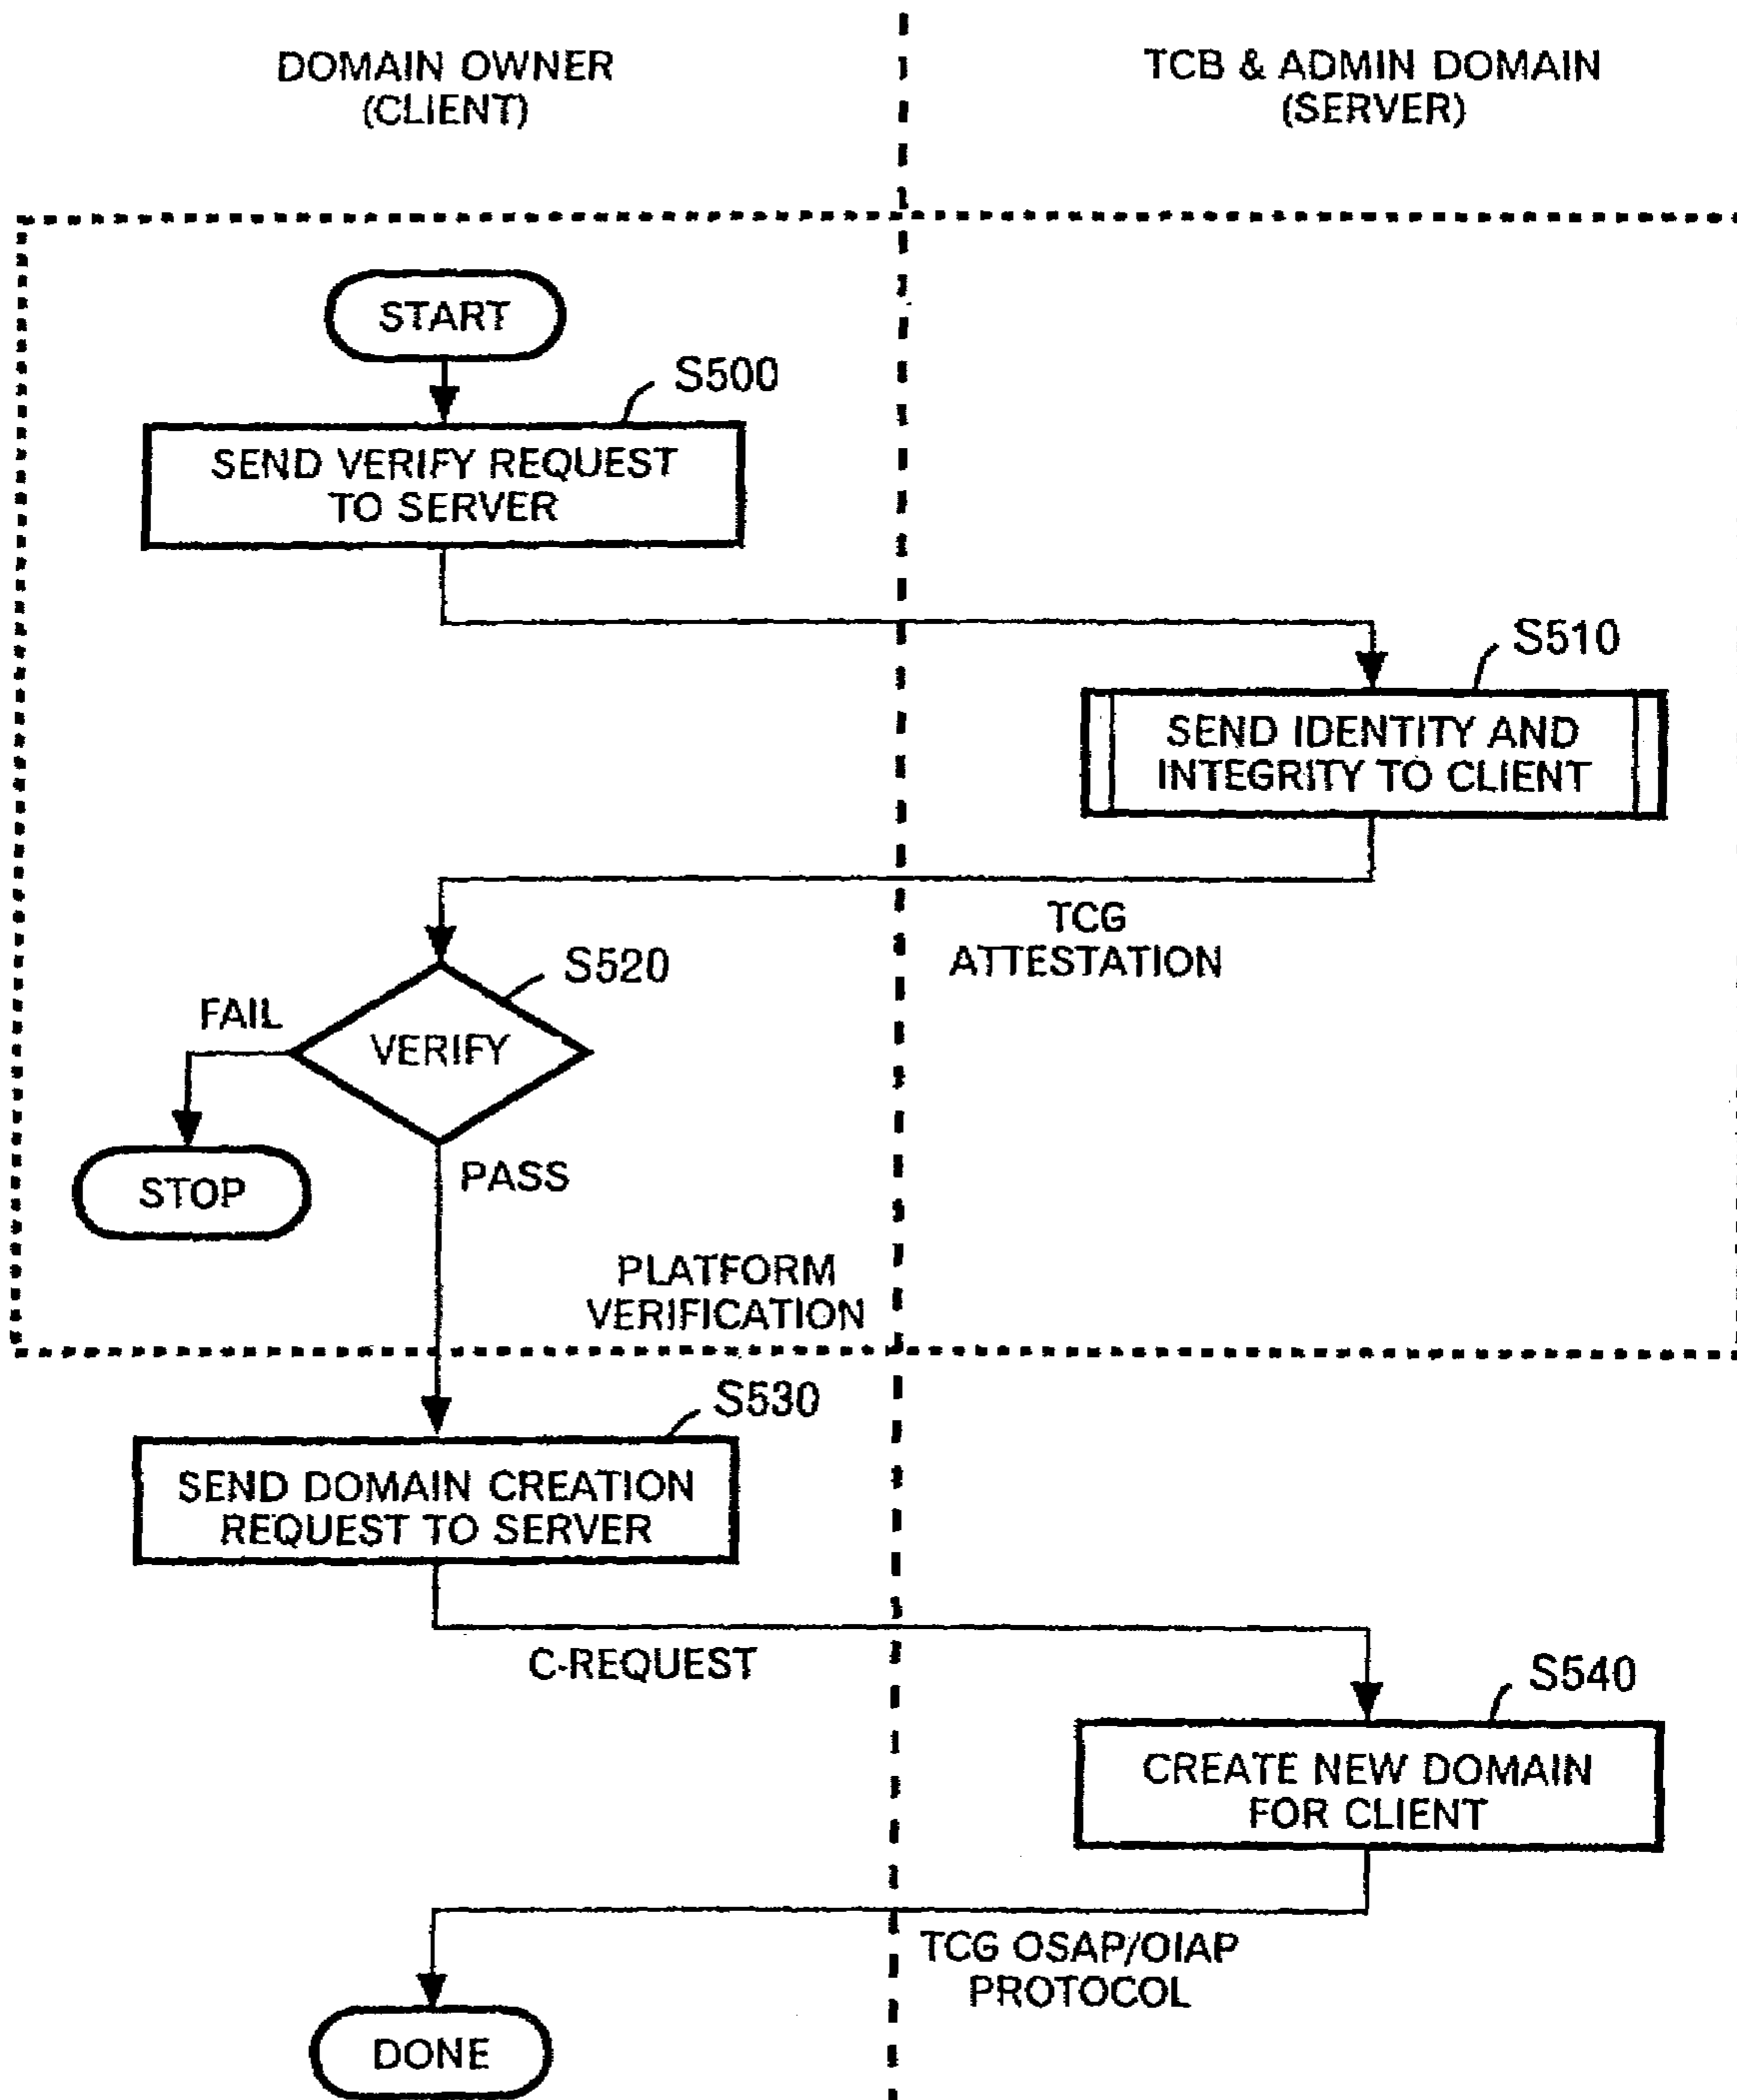 DOMAIN OWNER
(CLIENT)
TCB & ADMIN DOMAIN
(SERVER)
START
S500
SEND VERIFY REQUEST
TO SERVER
S510
SEND IDENTITY AND
INTEGRITY TO CLIENT
TCG
ATTESTATION
S520
FAIL
VERIFY
STOP
PASS
PLATFORM
VERIFICATION
S530
SEND DOMAIN CREATION
REQUEST TO SERVER
C-REQUEST
S540
CREATE NEW DOMAIN
FOR CLIENT
TCG OSAP/OIAP
PROTOCOL
DONE